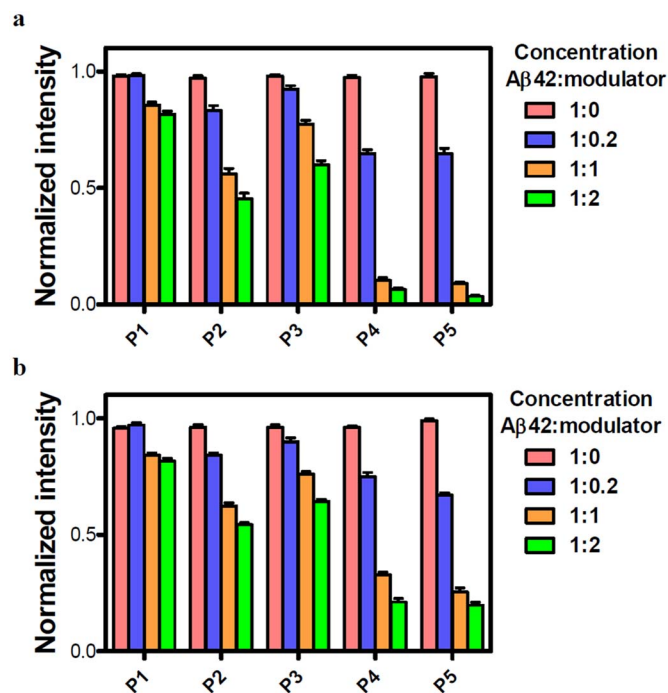 a
Normalized intensity
1.0
0.5
0.0
P1 P2 P3 P4 P5
Concentration
Aβ42:modulator
1:0
1:0.2
1:1
1:2
b
Normalized intensity
1.0
0.5
0.0
P1 P2 P3 P4 P5
Concentration
Aβ42:modulator
1:0
1:0.2
1:1
1:2